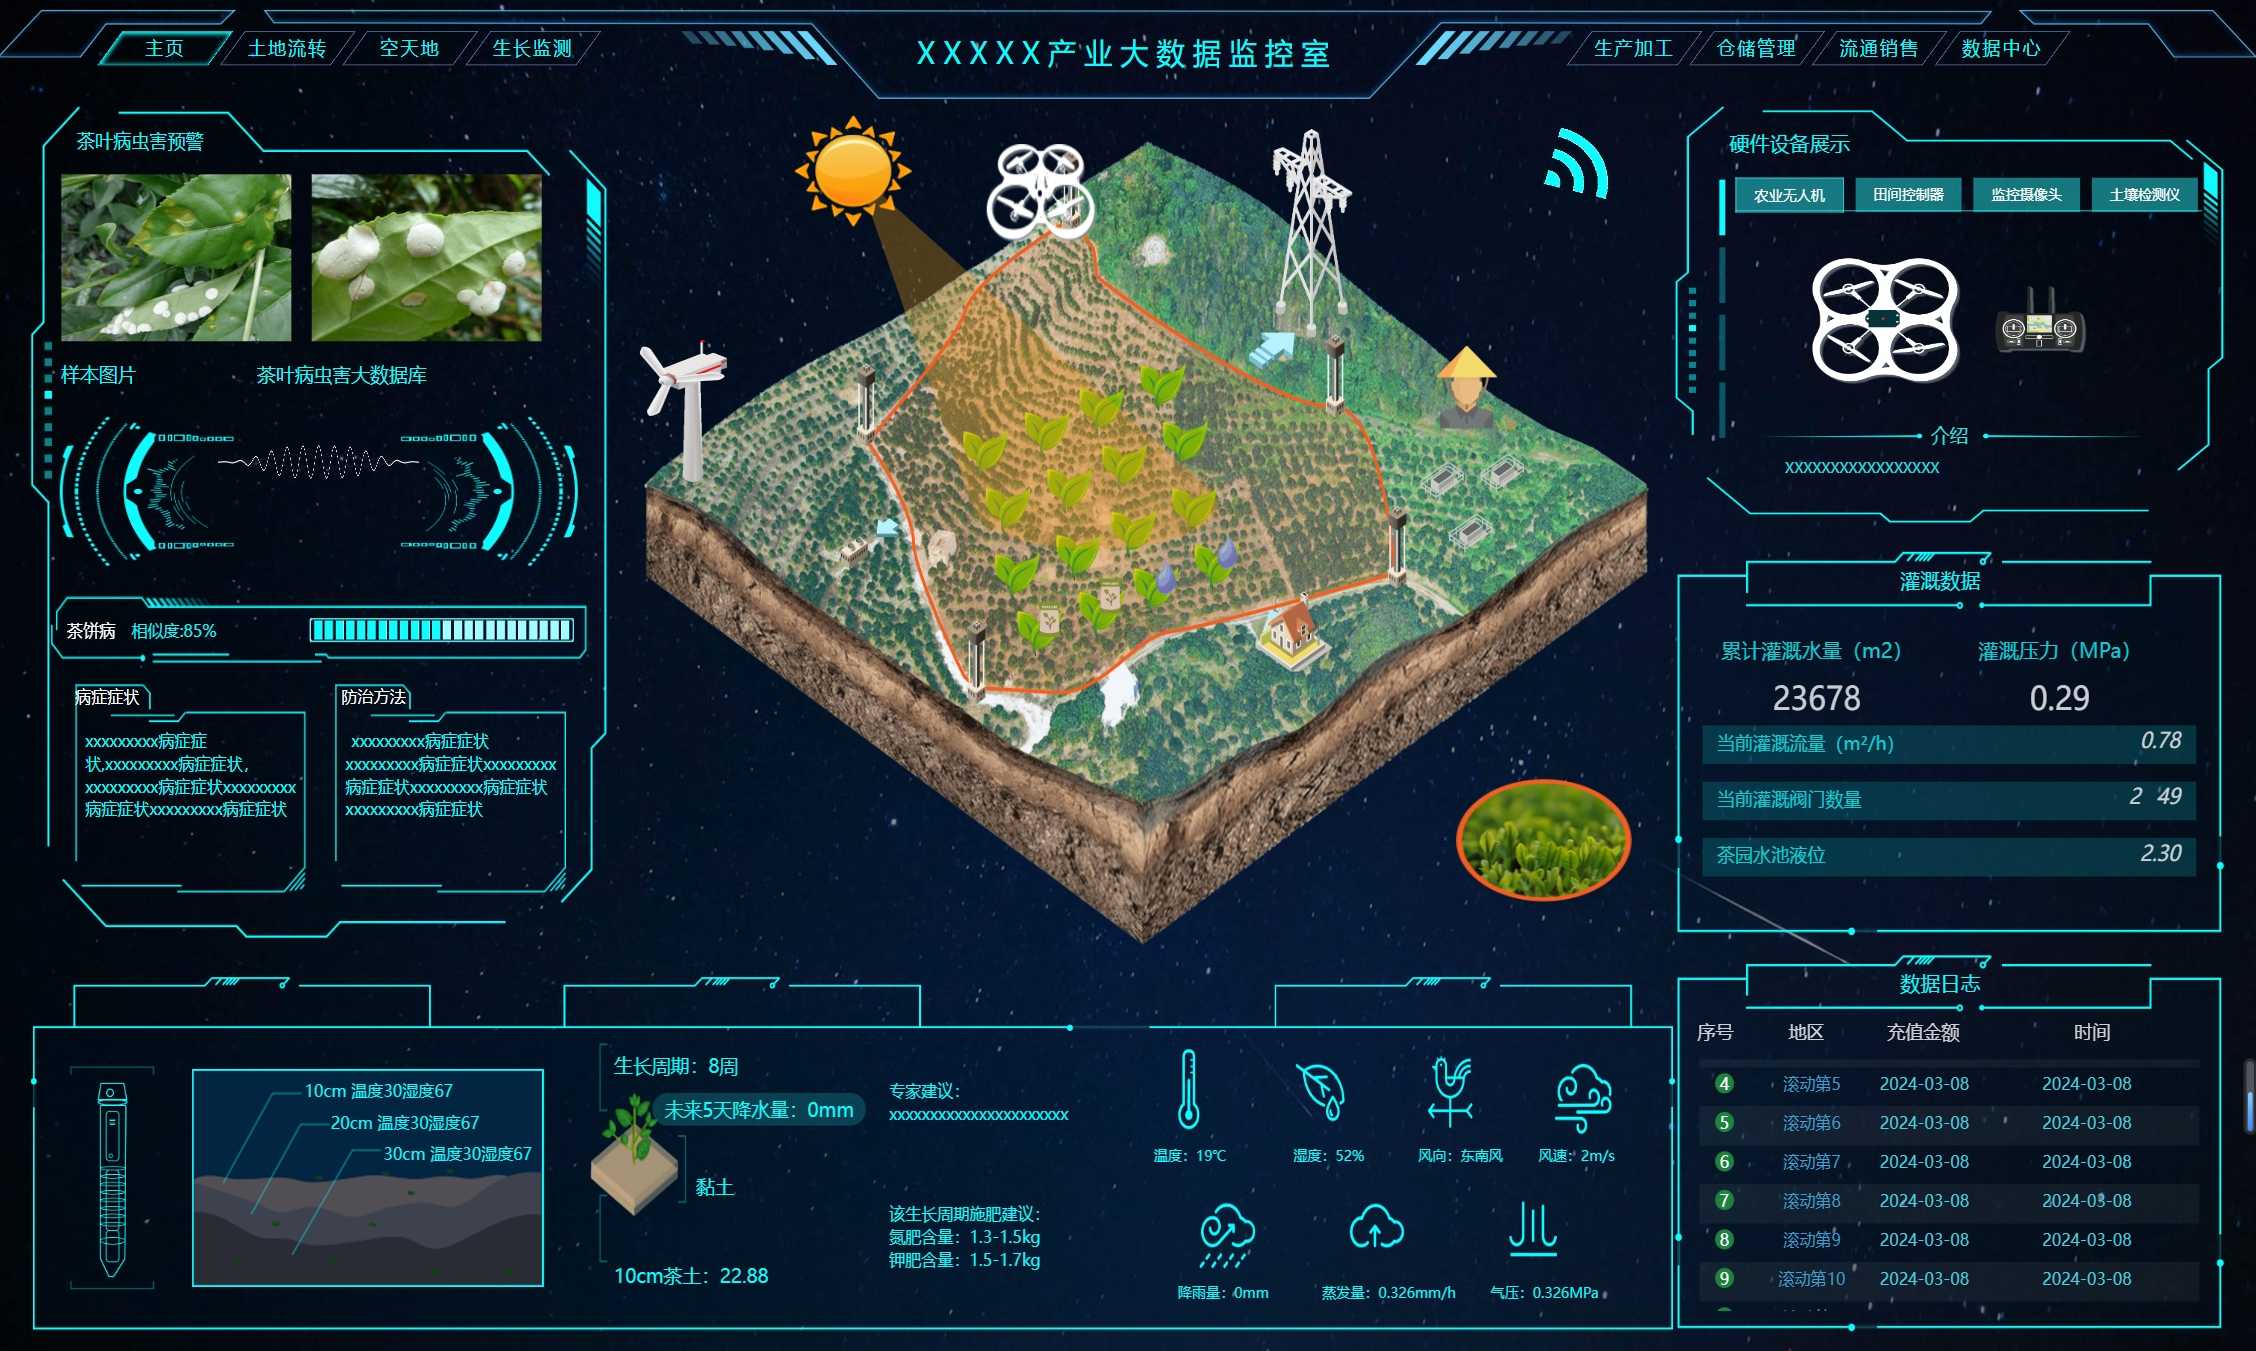 主页
土地流转
空天地
生长监测
XXXXX产业大数据监控室
生产加工
仓储管理
流通销售
数据中心
茶叶病虫害预警
样本图片
茶叶病虫害大数据库
茶饼病 相似度:85%
病症症状
xxxxxxxxx病症症
状,xxxxxxxxx病症症状,
xxxxxxxxx病症症状xxxxxxxxx
病症症状xxxxxxxxx病症症状
防治方法
xxxxxxxxx病症症状
xxxxxxxxx病症症状xxxxxxxxx
病症症状xxxxxxxxx病症症状
xxxxxxxxx病症症状
硬件设备展示
农业无人机
田间控制器
监控摄像头
土壤检测仪
介绍
XXXXXXXXXXXXXXXXX
灌溉数据
累计灌溉水量（m2）
灌溉压力（MPa）
23678
0.29
当前灌溉流量（m²/h）
0.78
当前灌溉阀门数量
2 49
茶园水池液位
2.30
数据日志
序号 地区 充值金额 时间
4 滚动第5 2024-03-08 2024-03-08
5 滚动第6 2024-03-08 2024-03-08
6 滚动第7 2024-03-08 2024-03-08
7 滚动第8 2024-03-08 2024-03-08
8 滚动第9 2024-03-08 2024-03-08
9 滚动第10 2024-03-08 2024-03-08
10cm 温度30湿度67
20cm 温度30湿度67
30cm 温度30湿度67
生长周期：8周
未来5天降水量：0mm
黏土
10cm茶土：22.88
专家建议：
xxxxxxxxxxxxxxxxxxxxxx
该生长周期施肥建议：
氮肥含量：1.3-1.5kg
钾肥含量：1.5-1.7kg
温度：19℃
湿度：52%
风向：东南风
风速：2m/s
降雨量：0mm
蒸发量：0.326mm/h
气压：0.326MPa